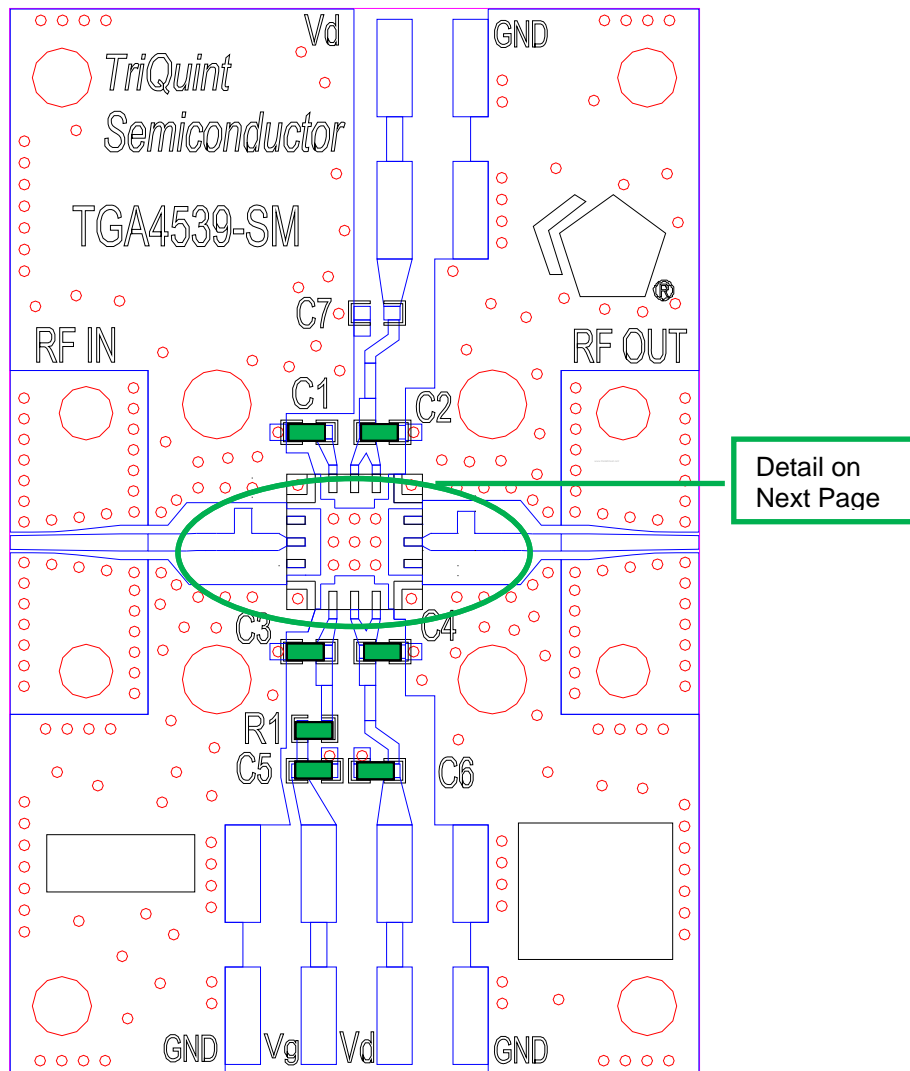 Vd
GND
TriQuint
Semiconductor
TGA4539-SM
®
C7
RF IN
RF OUT
C1
C2
Detail on
Next Page
C3
C4
R1
C5
C6
GND
Vg
Vd
GND